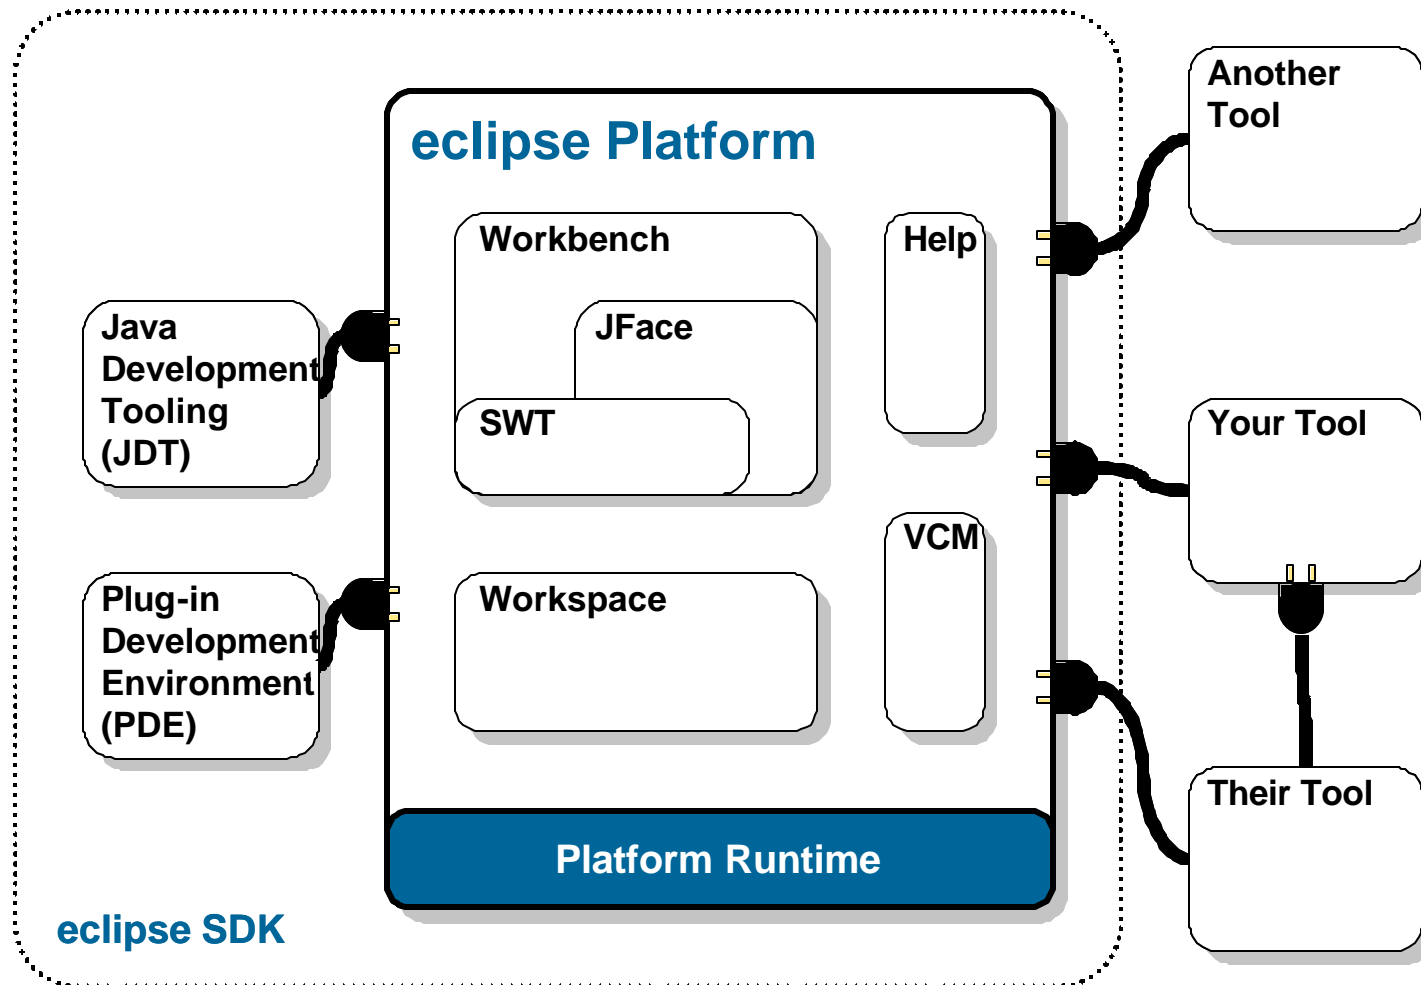 Another
Tool
eclipse Platform
Workbench
Help
Java
Development
Tooling
(JDT)
JFace
SWT
Your Tool
VCM
Plug-in
Development
Environment
(PDE)
Workspace
Their Tool
Platform Runtime
eclipse SDK